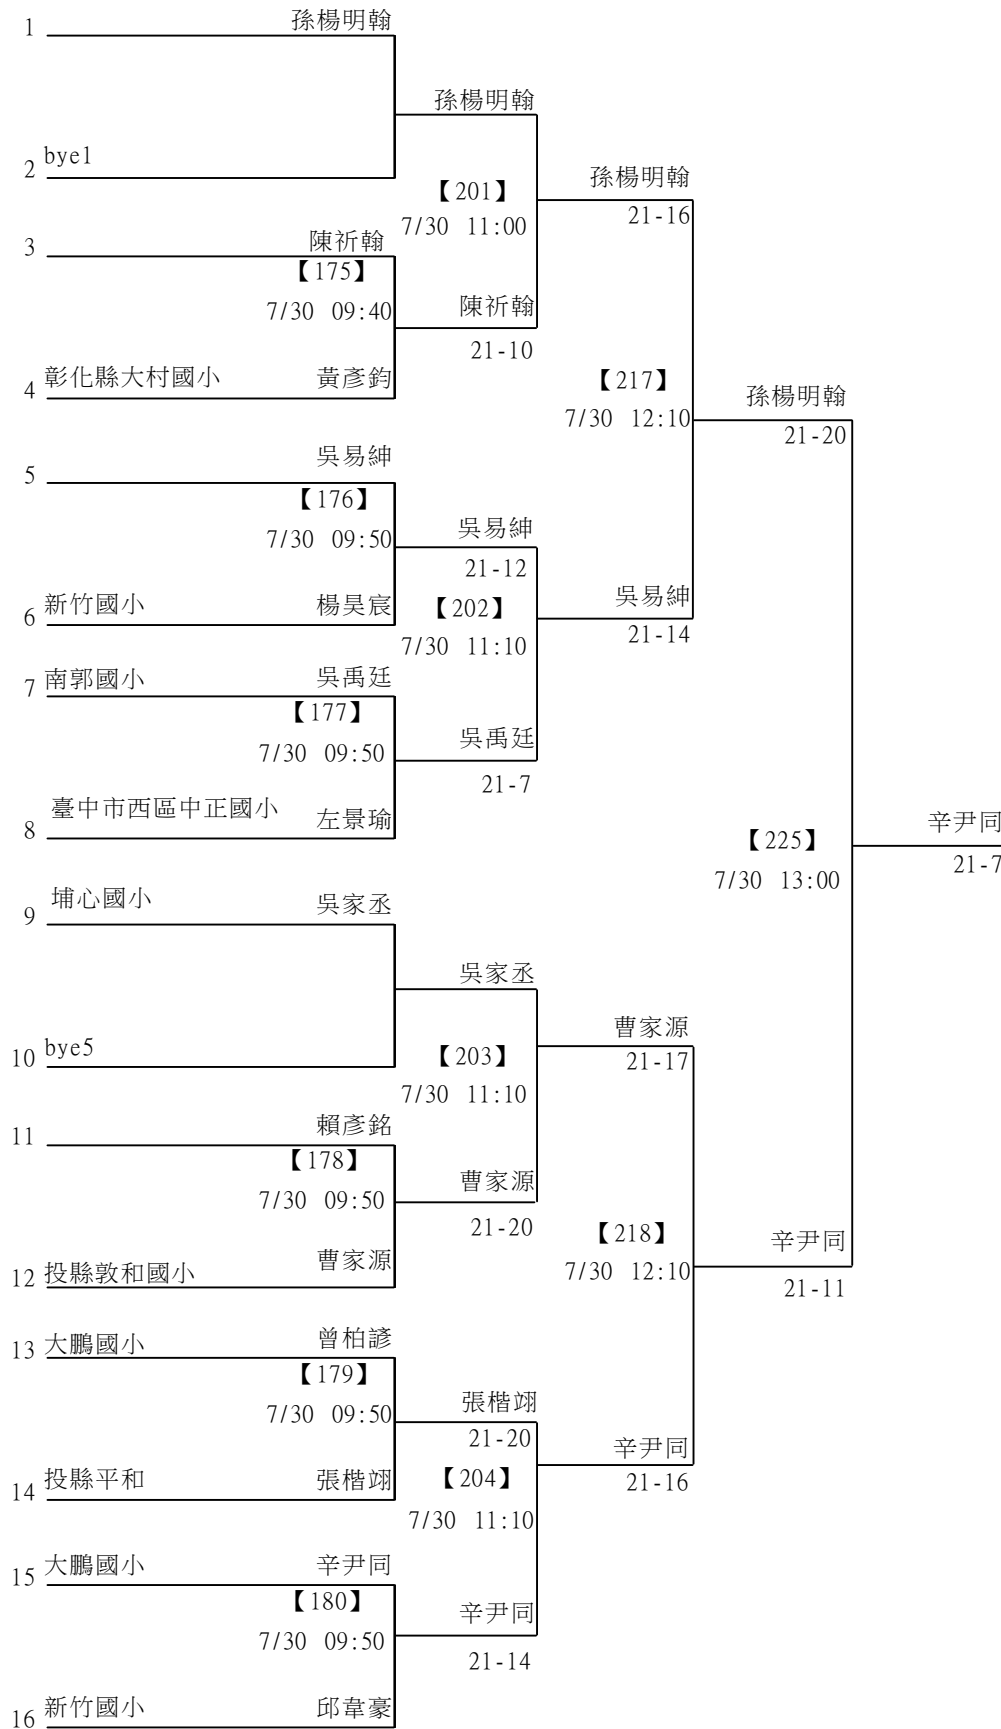 1 孫楊明翰
孫楊明翰
2 bye1
孫楊明翰
【201】
21-16
7/30 11:00
3 陳祈翰
【175】
7/30 09:40
陳祈翰
21-10
4 彰化縣大村國小 黃彥鈞
【217】
孫楊明翰
7/30 12:10
21-20
吳易紳
5
【176】
7/30 09:50
吳易紳
21-12
6 新竹國小 楊昊宸
【202】
吳易紳
21-14
7/30 11:10
7 南郭國小 吳禹廷
【177】
吳禹廷
7/30 09:50
21-7
8 臺中市西區中正國小 左景瑜
辛尹同
【225】
21-7
7/30 13:00
9 埔心國小 吳家丞
吳家丞
曹家源
10 bye5
【203】
21-17
7/30 11:10
11 賴彥銘
【178】
曹家源
7/30 09:50
21-20
【218】
辛尹同
12 投縣敦和國小 曹家源
7/30 12:10
21-11
13 大鵬國小 曾柏諺
【179】
張楷翊
7/30 09:50
21-20
辛尹同
14 投縣平和 張楷翊
【204】
21-16
7/30 11:10
15 大鵬國小 辛尹同
【180】
辛尹同
7/30 09:50
21-14
16 新竹國小 邱韋豪